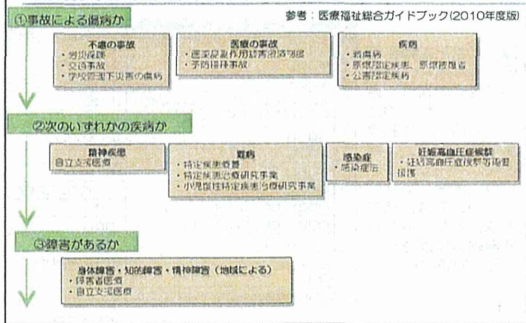 ①事故による傷病か
参考：医療福祉総合ガイドブック(2010年度版)
不慮の事故
・労災保険
・交通事故
・学校管理下災害の傷病
医療の事故
・医薬品副作用被害救済制度
・予防接種事故
疾病
・原爆指定疾患、原爆被爆者
・公害指定疾病
②次のいずれかの疾病か
精神疾患
自立支援医療
難病
・特定疾患療養
・特定疾患治療研究事業
・小児慢性特定疾患治療研究事業
感染症
・感染症法
妊娠高血圧症候群
・妊娠高血圧症候群等療養
援護
③障害があるか
身体障害・知的障害・精神障害（地域による）
・障害者医療
・自立支援医療